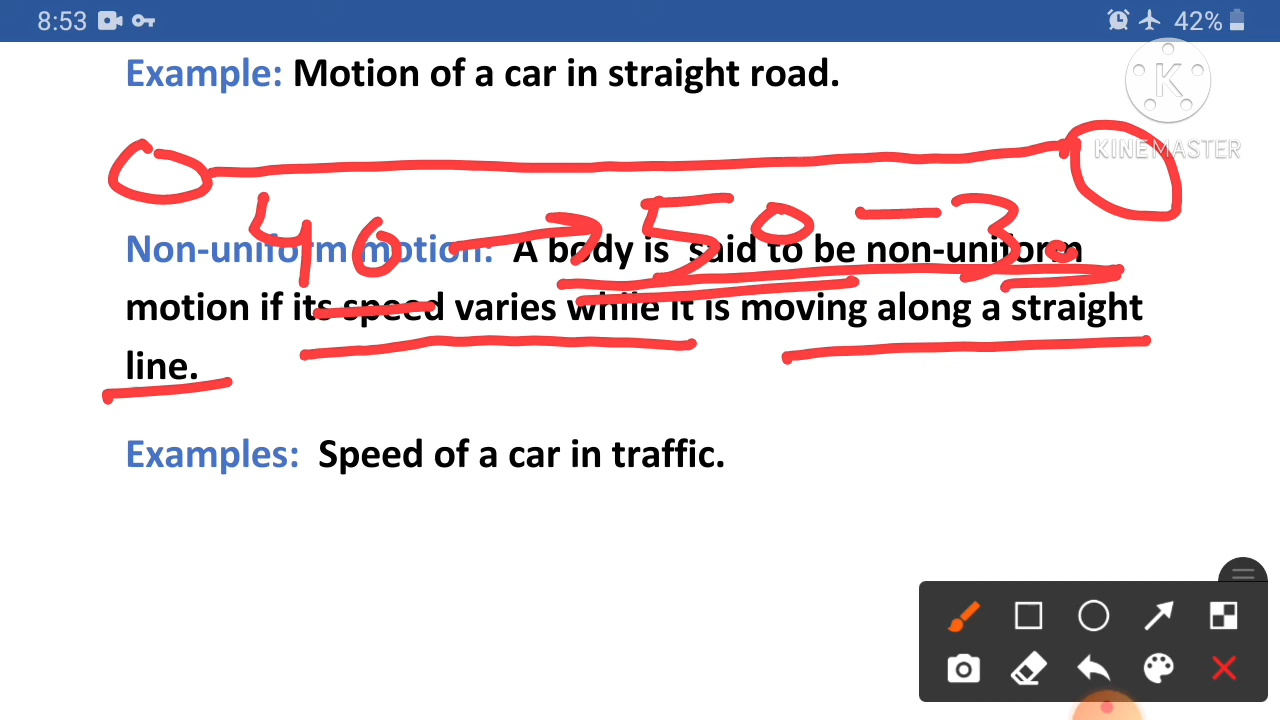 8:53 42%
Example: Motion of a car in straight road.
K
KINEMASTER
40 → 50 — 30
Non-uniform motion: A body is said to be non-uniform
motion if its speed varies while it is moving along a straight
line.
Examples: Speed of a car in traffic.